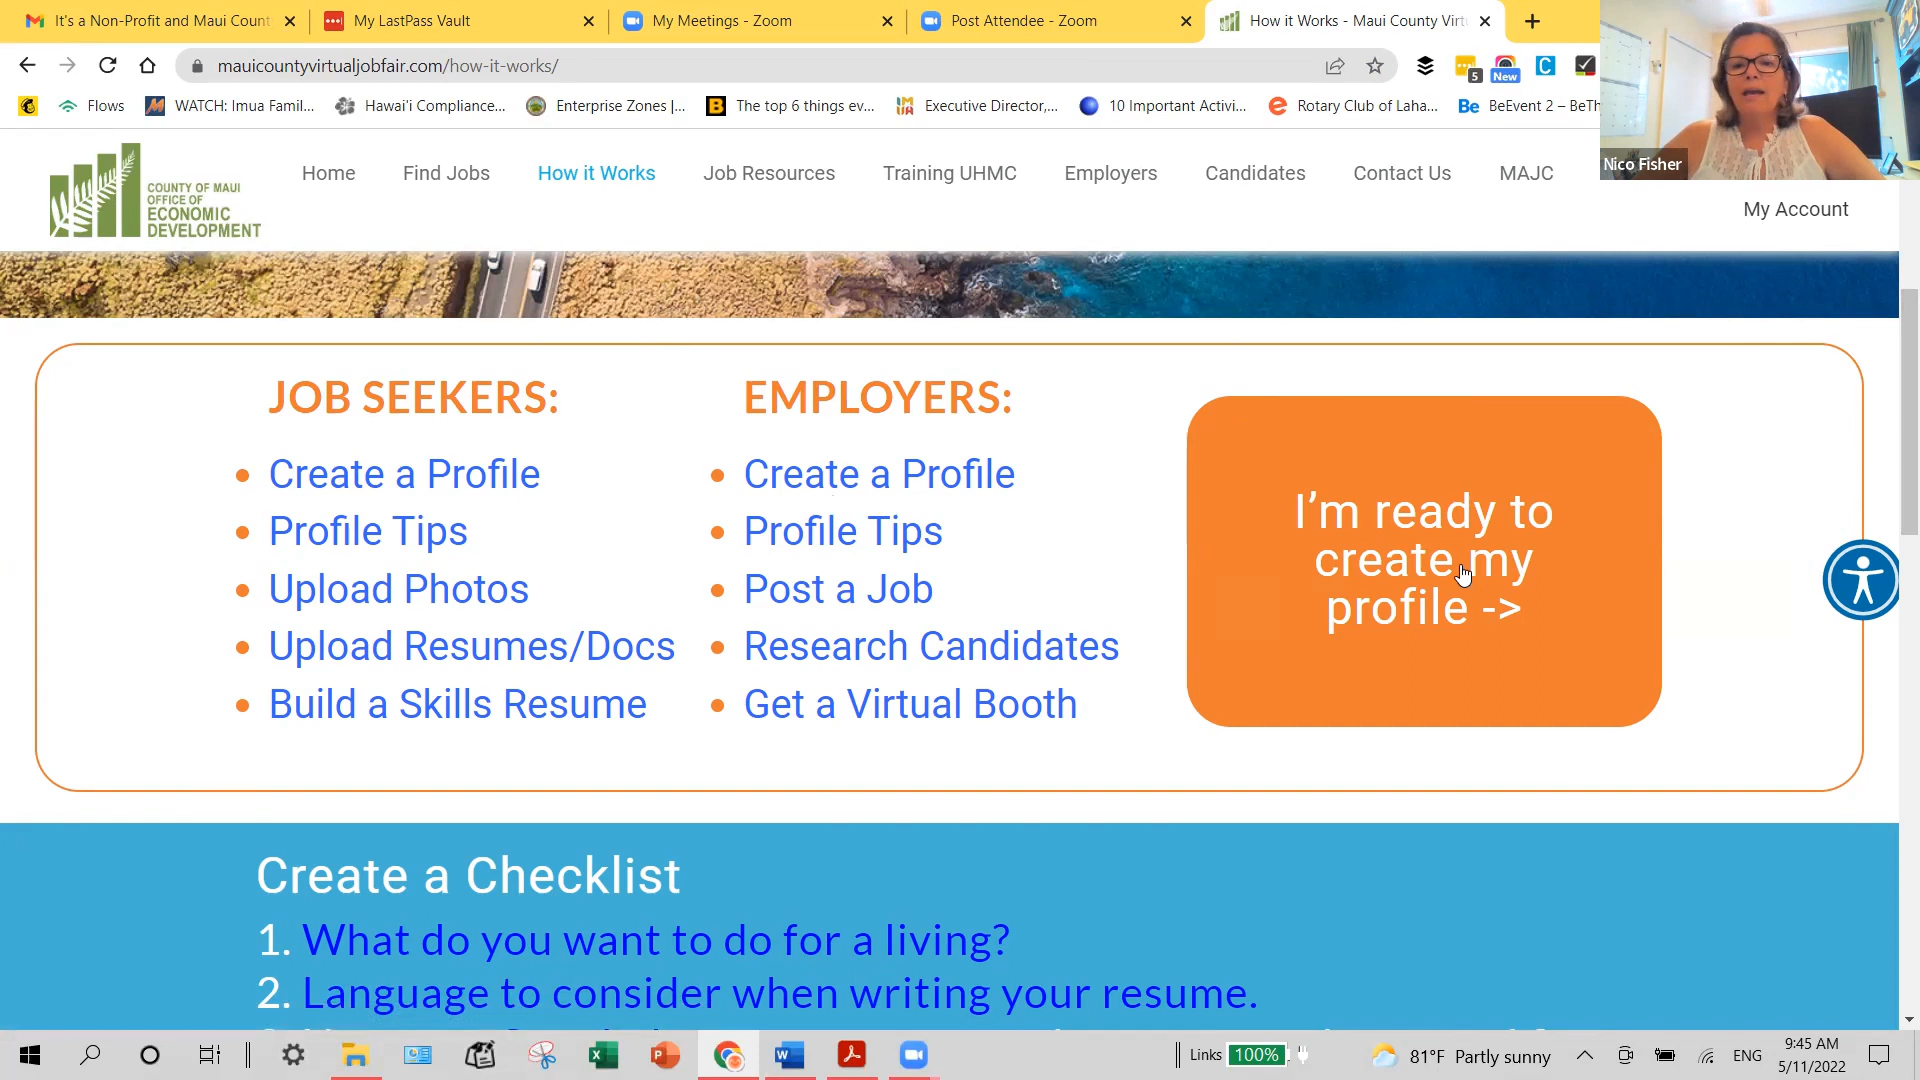 It's a Non-Profit and Maui Count
My LastPass Vault
My Meetings - Zoom
Post Attendee - Zoom
How it Works - Maui County Virtu
mauicountyvirtualjobfair.com/how-it-works/
5
New
Flows
WATCH: Imua Famil...
Hawai'i Compliance...
Enterprise Zones |...
The top 6 things ev...
Executive Director,...
10 Important Activi...
Rotary Club of Laha...
Be
BeEvent 2 – BeTh
Nico Fisher
COUNTY OF MAUI
OFFICE OF
ECONOMIC
DEVELOPMENT
Home
Find Jobs
How it Works
Job Resources
Training UHMC
Employers
Candidates
Contact Us
MAJC
My Account
JOB SEEKERS:
Create a Profile
Profile Tips
Upload Photos
Upload Resumes/Docs
Build a Skills Resume
EMPLOYERS:
Create a Profile
Profile Tips
Post a Job
Research Candidates
Get a Virtual Booth
I'm ready to
create my
profile ->
Create a Checklist
1. What do you want to do for a living?
2. Language to consider when writing your resume.
Links
100%
81°F Partly sunny
ENG
9:45 AM
5/11/2022